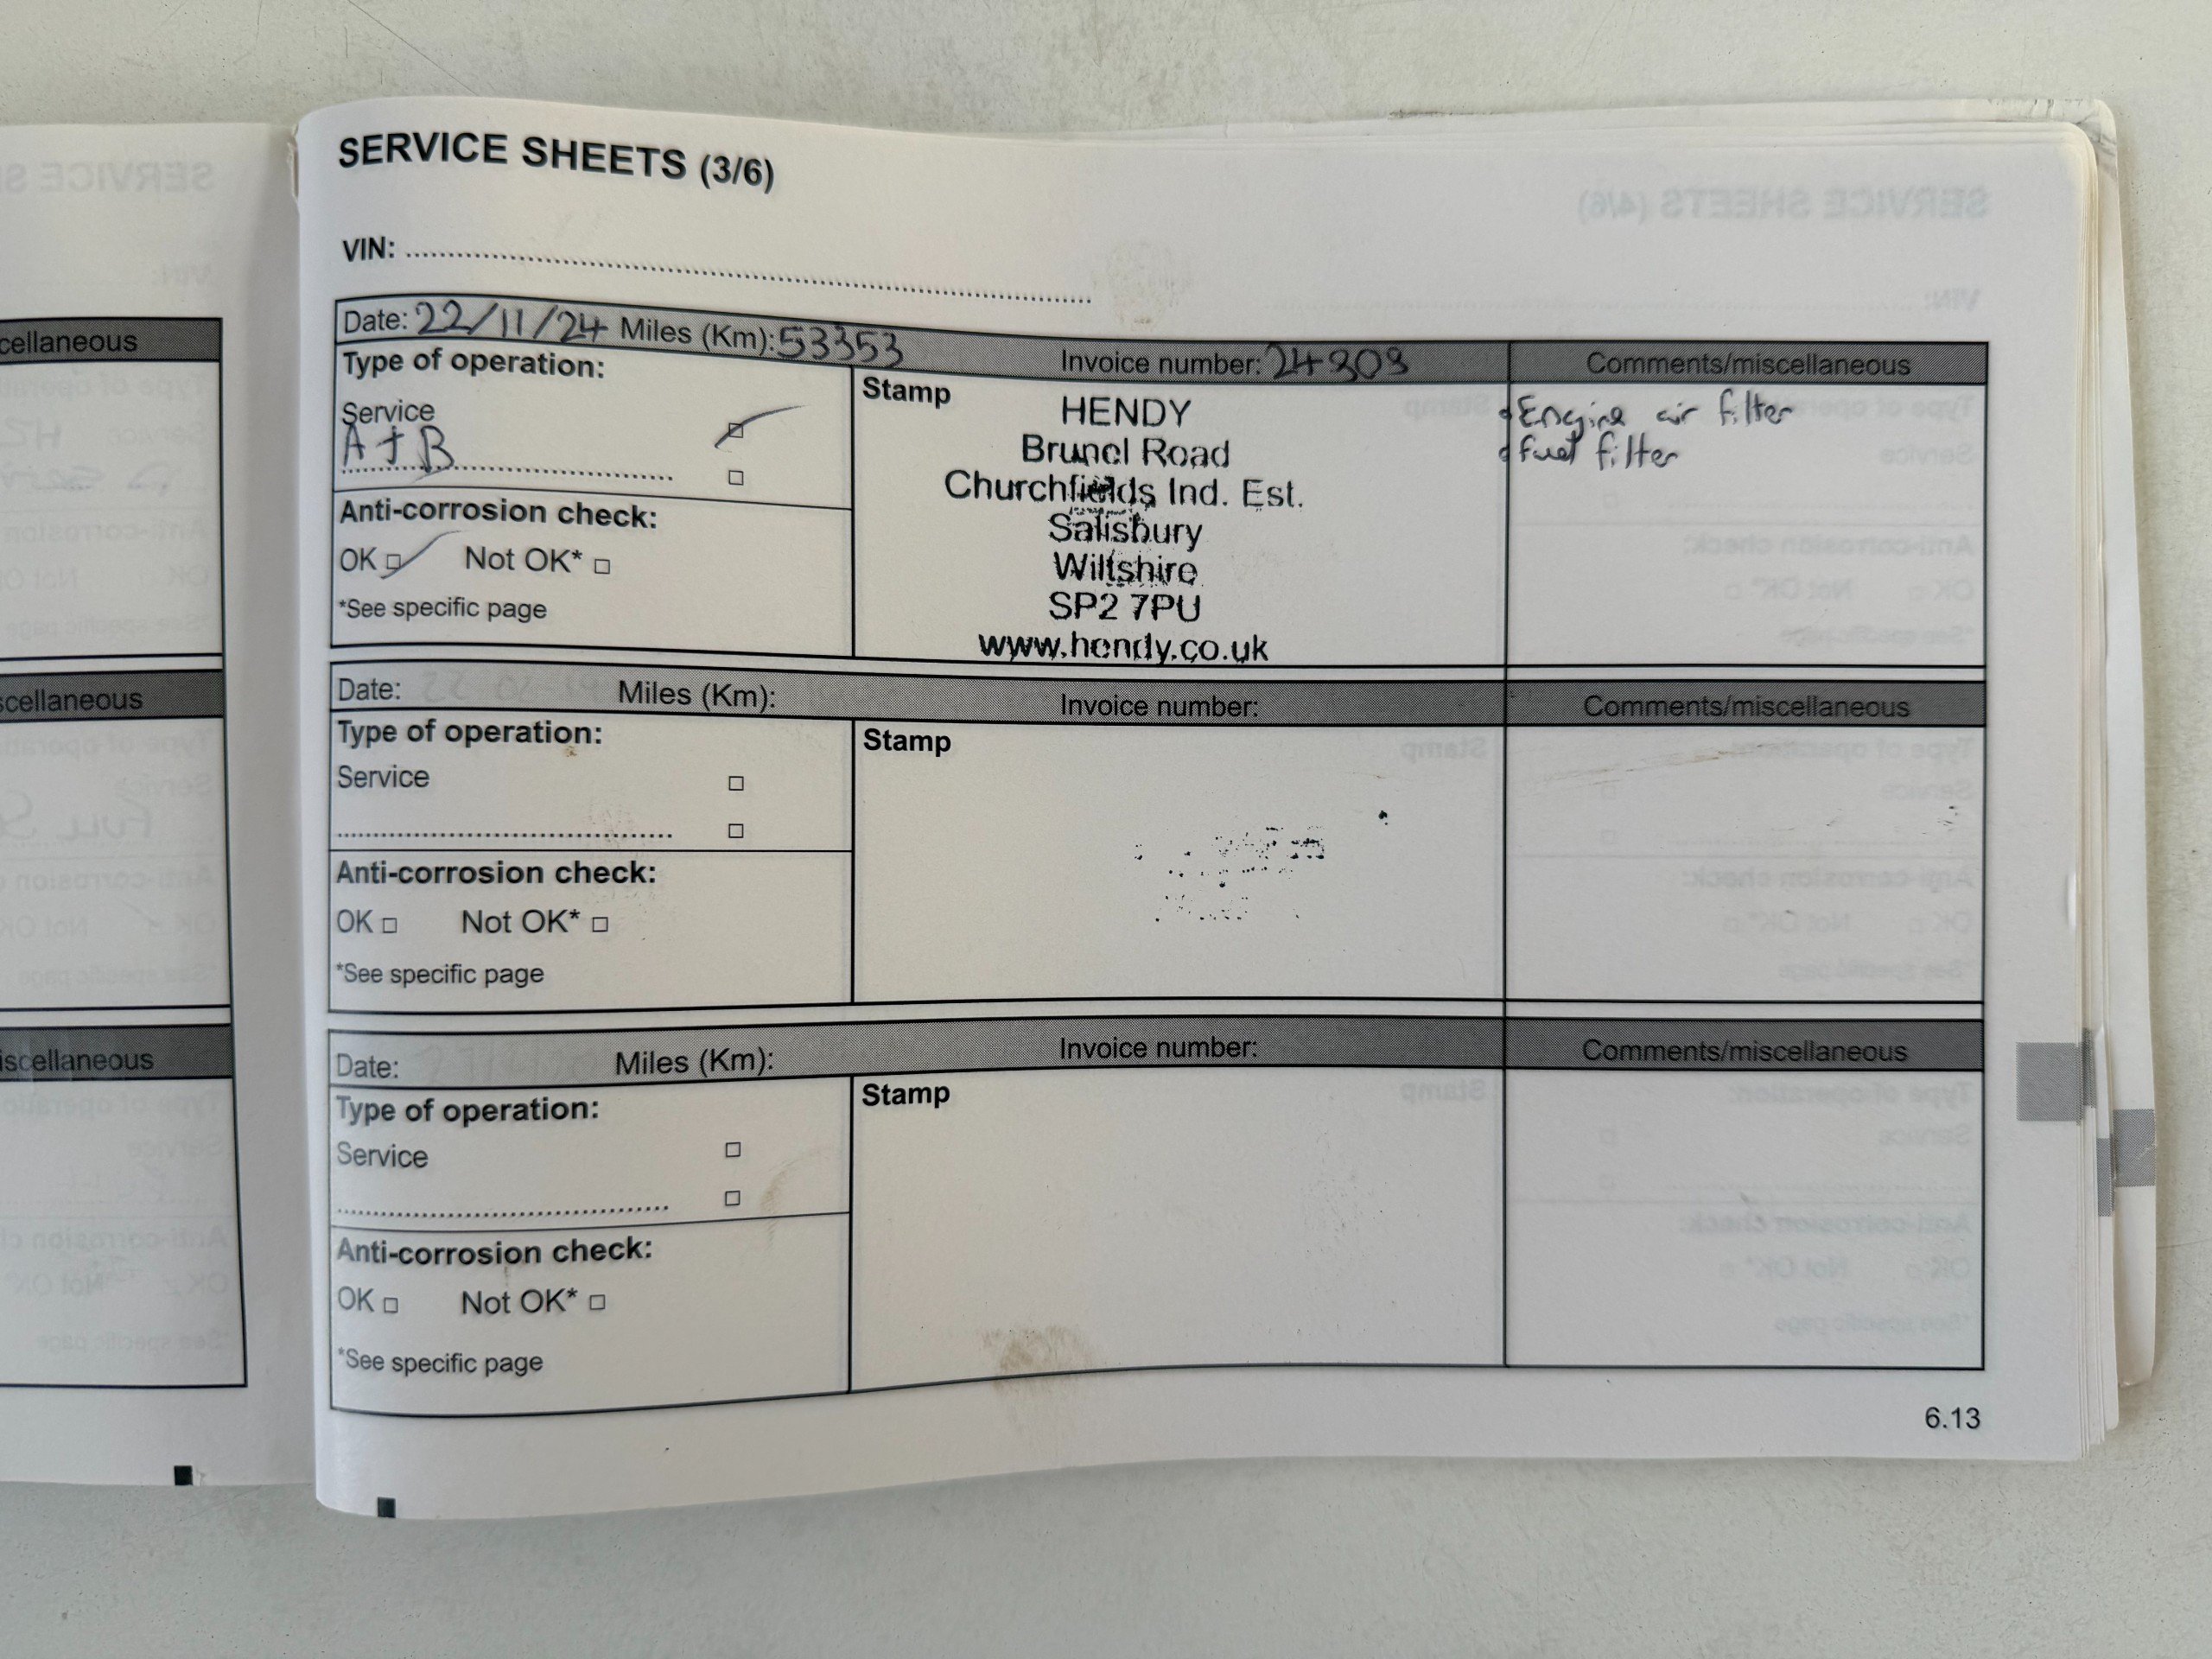 SERVICE SHEETS (3/6)
VIN:
Date: 22/11/24 Miles (Km): 53353 Invoice number: 24309 Comments/miscellaneous
Type of operation:
Service
A + B
Anti-corrosion check:
OK Not OK*
*See specific page
Stamp
HENDY
Brunel Road
Churchfields Ind. Est.
Salisbury
Wiltshire
SP2 7PU
www.hendy.co.uk
Engine air filter
fuel filter
Date: Miles (Km): Invoice number: Comments/miscellaneous
Type of operation:
Service
Anti-corrosion check:
OK Not OK*
*See specific page
Stamp
Date: Miles (Km): Invoice number: Comments/miscellaneous
Type of operation:
Service
Anti-corrosion check:
OK Not OK*
*See specific page
Stamp
6.13